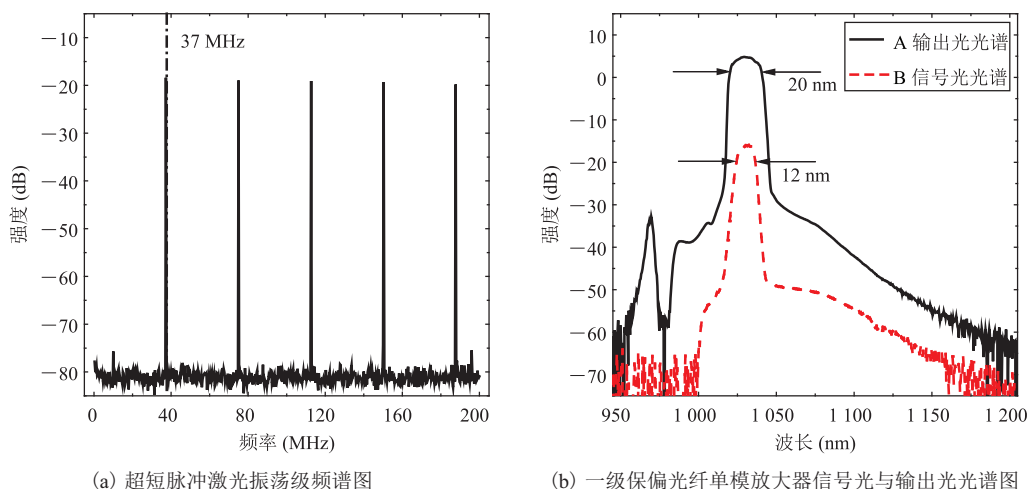 −5
−10
−20
−30
−40
−50
−60
−70
−80
强度 (dB)
37 MHz
0 40 80 120 160 200
频率 (MHz)
(a) 超短脉冲激光振荡级频谱图
10
0
−10
−20
−30
−40
−50
−60
−70
强度 (dB)
A 输出光光谱
B 信号光光谱
20 nm
12 nm
950 1 000 1 050 1 100 1 150 1 200
波长 (nm)
(b) 一级保偏光纤单模放大器信号光与输出光光谱图